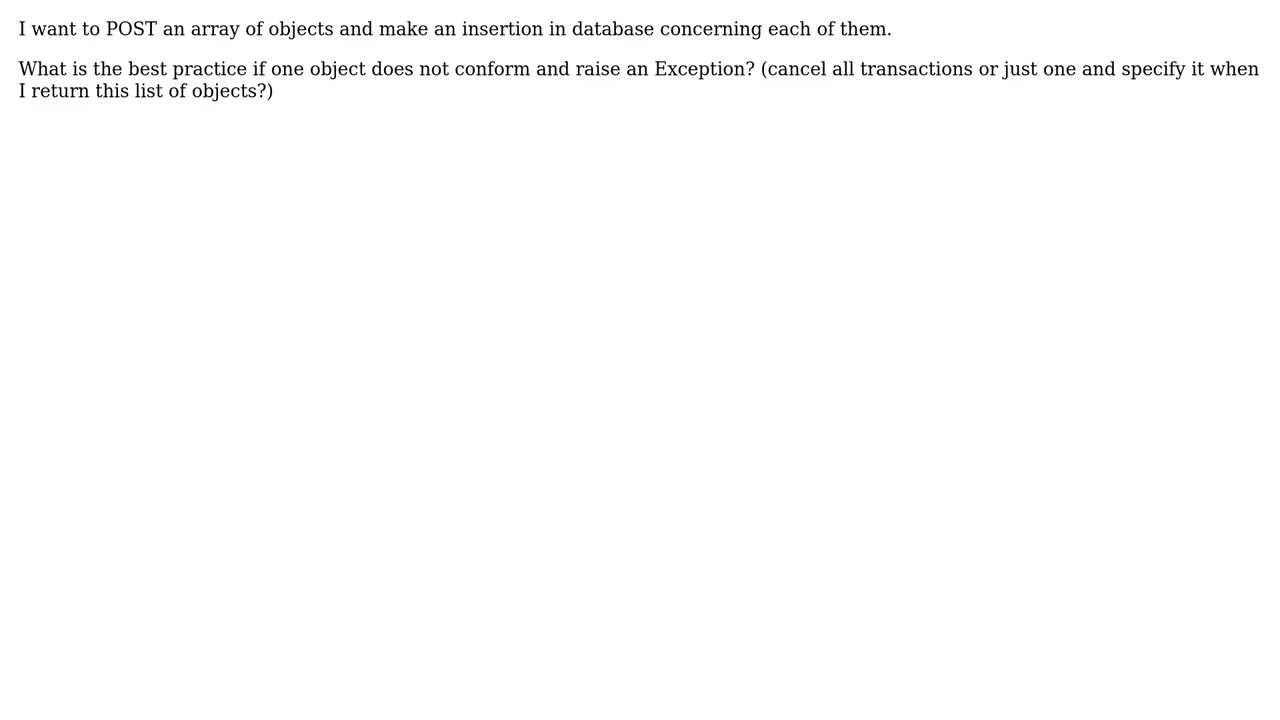 I want to POST an array of objects and make an insertion in database concerning each of them.
What is the best practice if one object does not conform and raise an Exception? (cancel all transactions or just one and specify it when
I return this list of objects?)